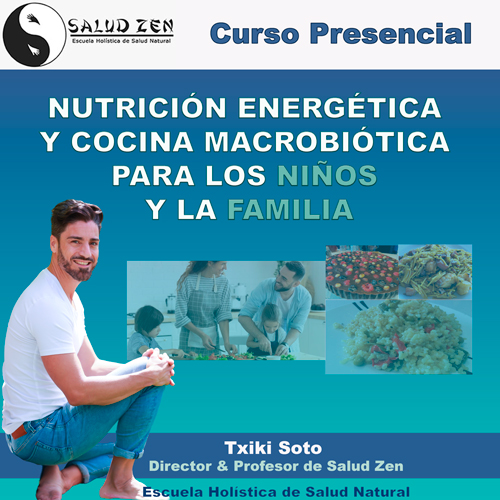 SALUD ZEN
Escuela Holística de Salud Natural
Curso Presencial
NUTRICIÓN ENERGÉTICA
Y COCINA MACROBIÓTICA
PARA LOS NIÑOS
Y LA FAMILIA
Txiki Soto
Director & Profesor de Salud Zen
Escuela Holística de Salud Natural